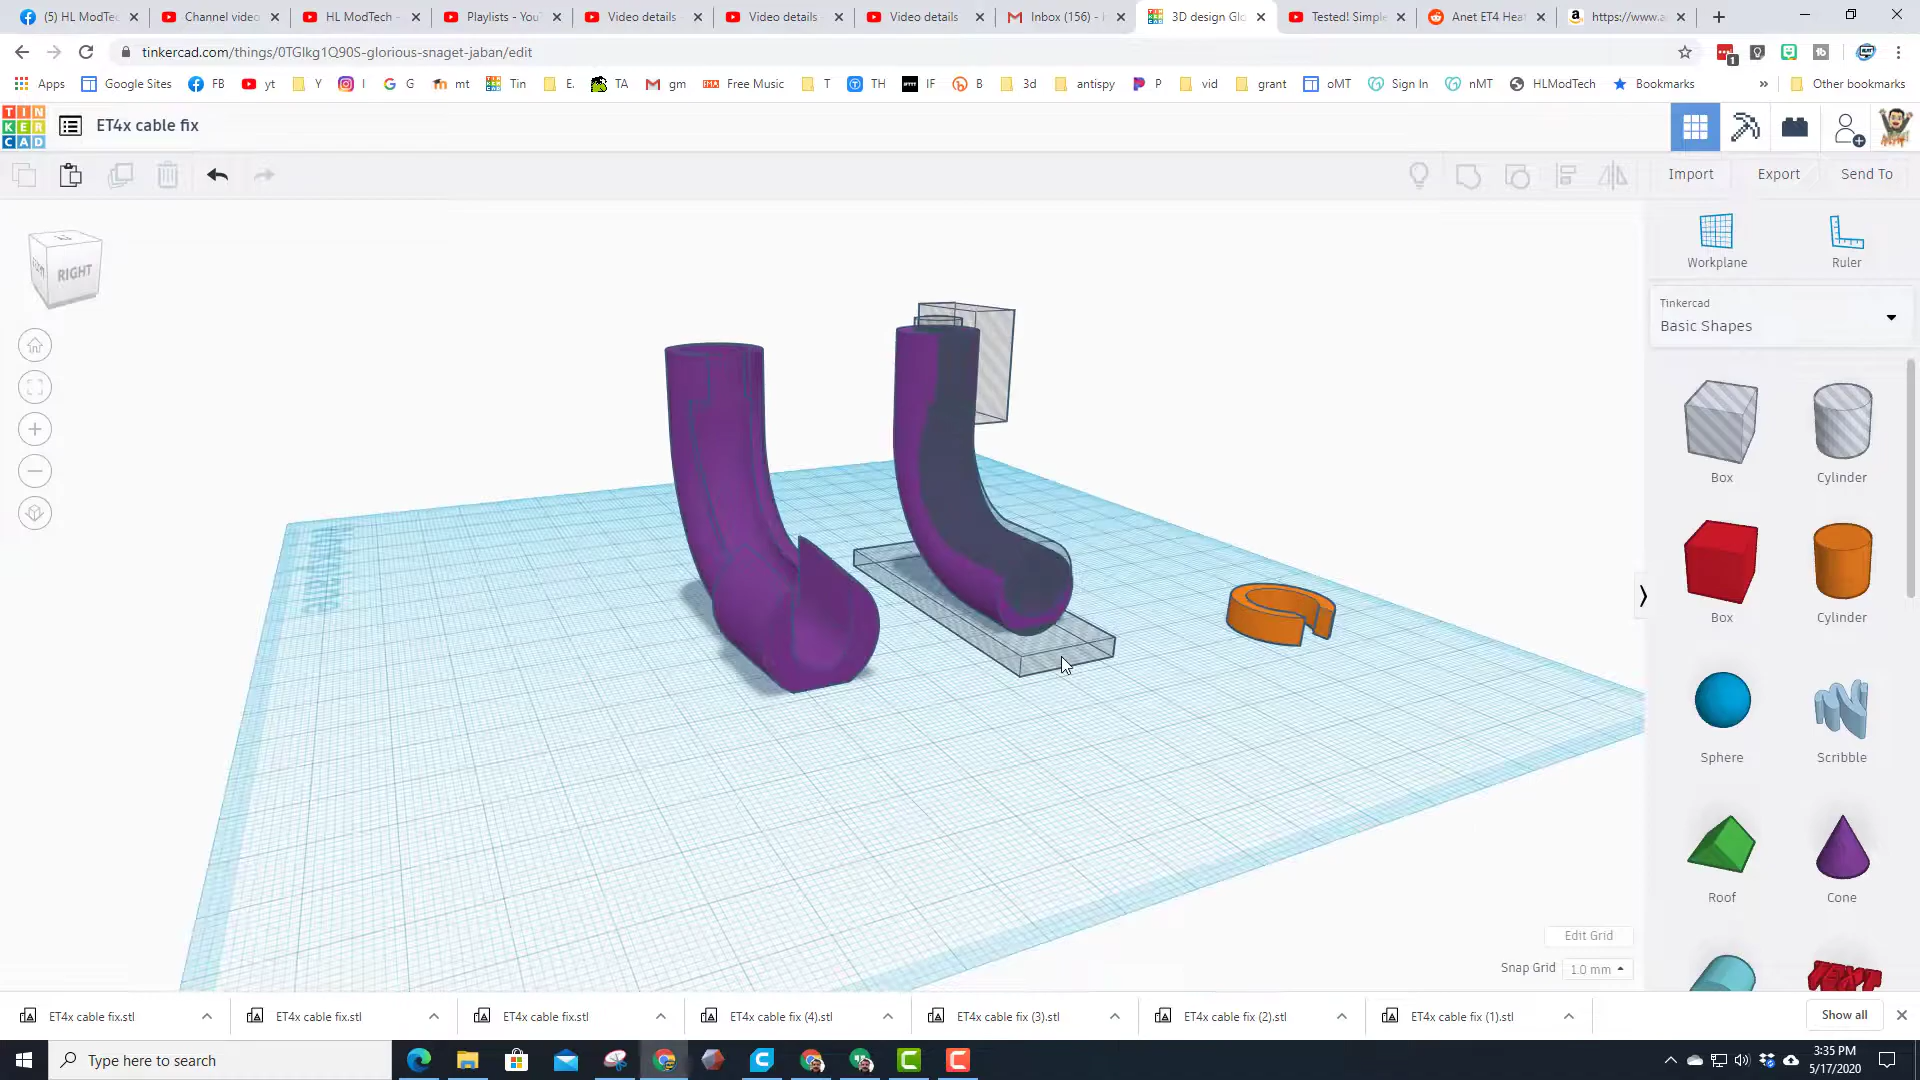 (5) HL ModTec
Channel video
HL ModTech -
Playlists - You
Video details
Video details
Video details
Inbox (156) -
3D design Glo
Tested! Simple
Anet ET4 Hea
https://www.a
tinkercad.com/things/0TGlkg1Q90S-glorious-snaget-jaban/edit
Apps
Google Sites
FB
yt
Y
I
G
mt
Tin
E.
TA
gm
Free Music
T
TH
IF
B
3d
antispy
P
vid
grant
oMT
Sign In
nMT
HLModTech
Bookmarks
»
Other bookmarks
TIN
KER
CAD
ET4x cable fix
Import
Export
Send To
RIGHT
Workplane
Ruler
Tinkercad
Basic Shapes
Box
Cylinder
Box
Cylinder
Sphere
Scribble
Roof
Cone
TEXT
Edit Grid
Snap Grid
1.0 mm
ET4x cable fix.stl
ET4x cable fix.stl
ET4x cable fix.stl
ET4x cable fix (4).stl
ET4x cable fix (3).stl
ET4x cable fix (2).stl
ET4x cable fix (1).stl
Show all
Type here to search
3:35 PM
5/17/2020